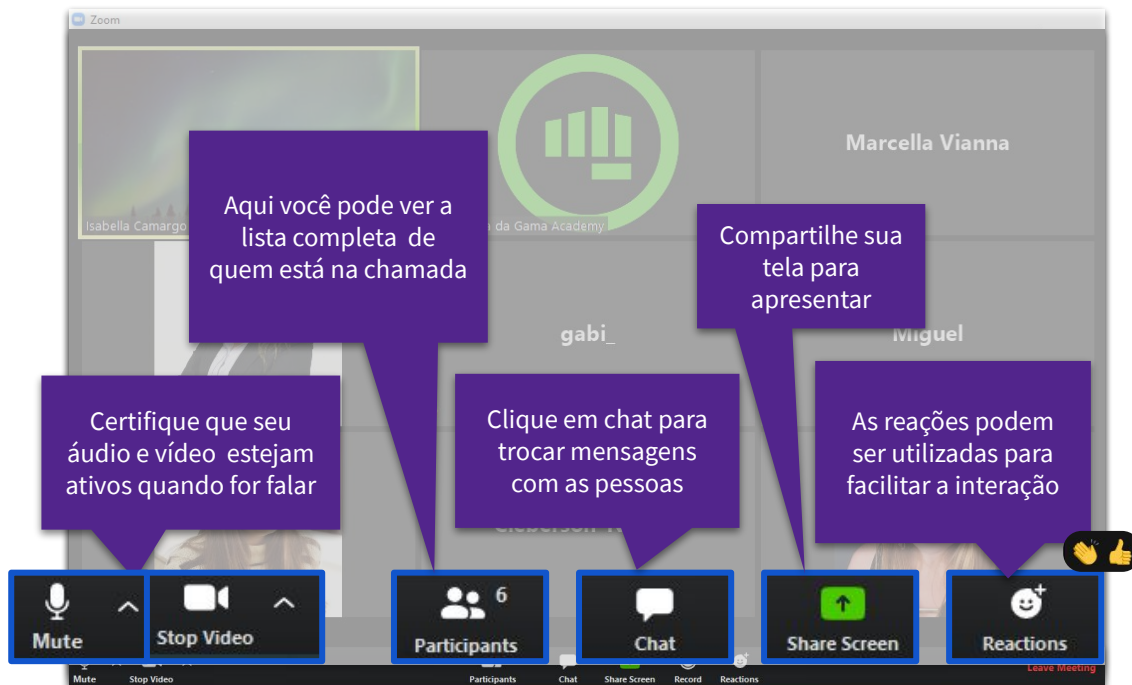 Zoom
Isabella Camargo
da Gama Academy
Marcella Vianna
Aqui você pode ver a
lista completa de
quem está na chamada
Compartilhe sua
tela para
apresentar
gabi_
Miguel
Certifique que seu
áudio e vídeo estejam
ativos quando for falar
Clique em chat para
trocar mensagens
com as pessoas
As reações podem
ser utilizadas para
facilitar a interação
Mute
Stop Video
6
Participants
Chat
Share Screen
Reactions
Mute
Stop Video
Participants
Chat
Share Screen
Record
Reactions
Leave Meeting